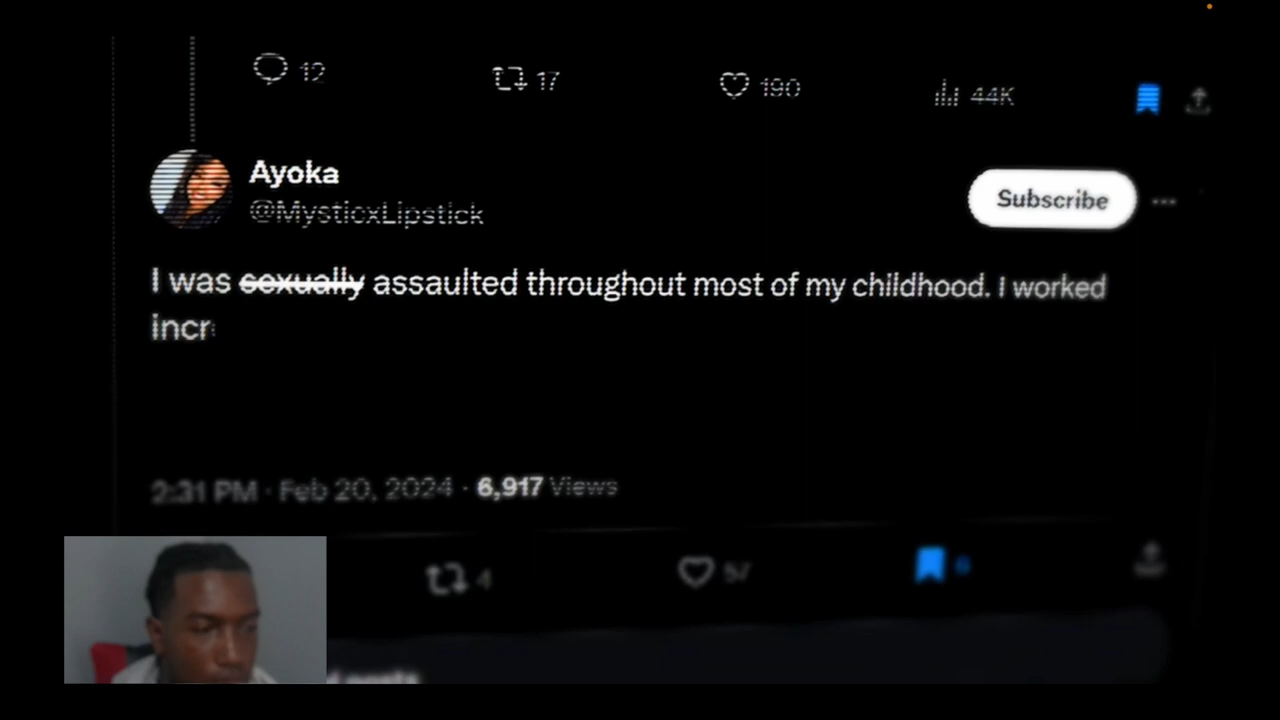 12 17 190 44K
Ayoka
@MysticxLipstick
Subscribe
I was sexually assaulted throughout most of my childhood. I worked
incr
2:31 PM · Feb 20, 2024 · 6,917 Views
4 57 6